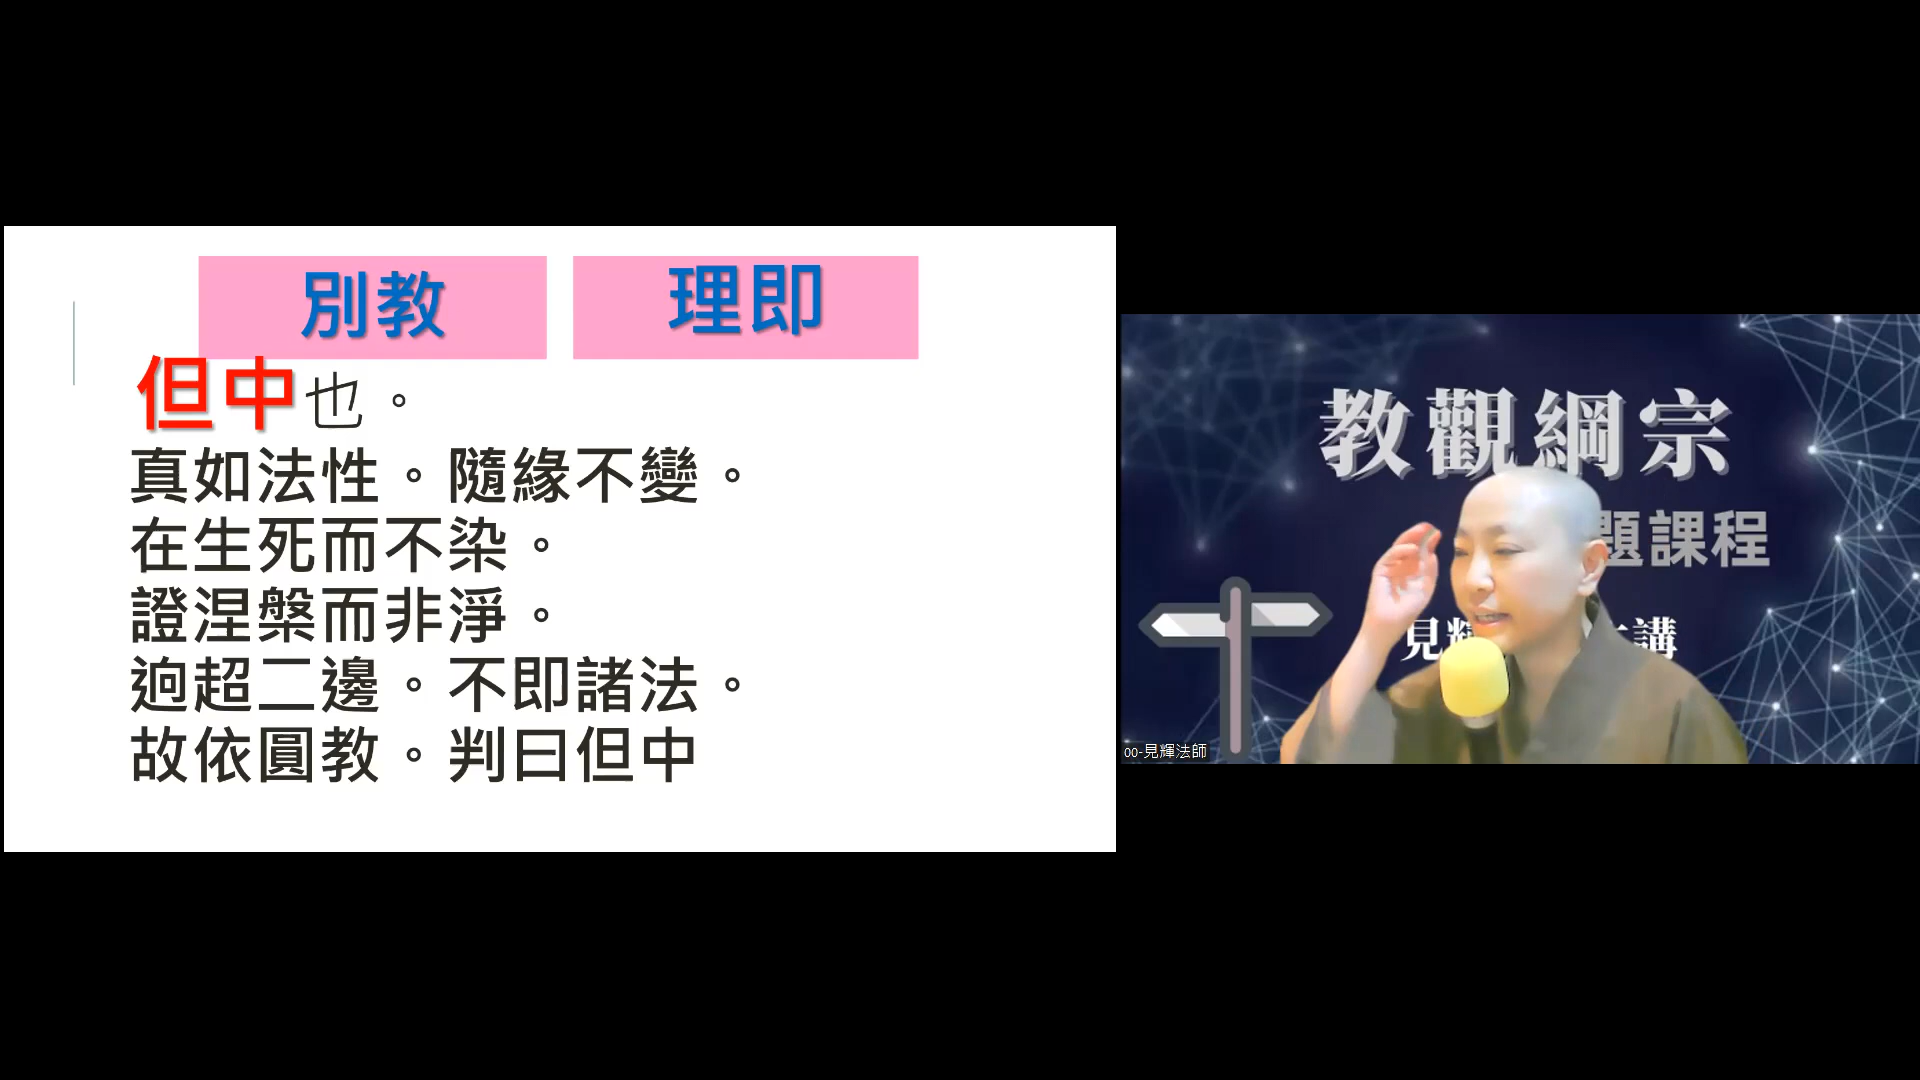 別教 理即
但中也。
真如法性。隨緣不變。
在生死而不染。
證涅槃而非淨。
迥超二邊。不即諸法。
故依圓教。判曰但中
教觀綱宗
題課程
見輝 講
oo-見輝法師